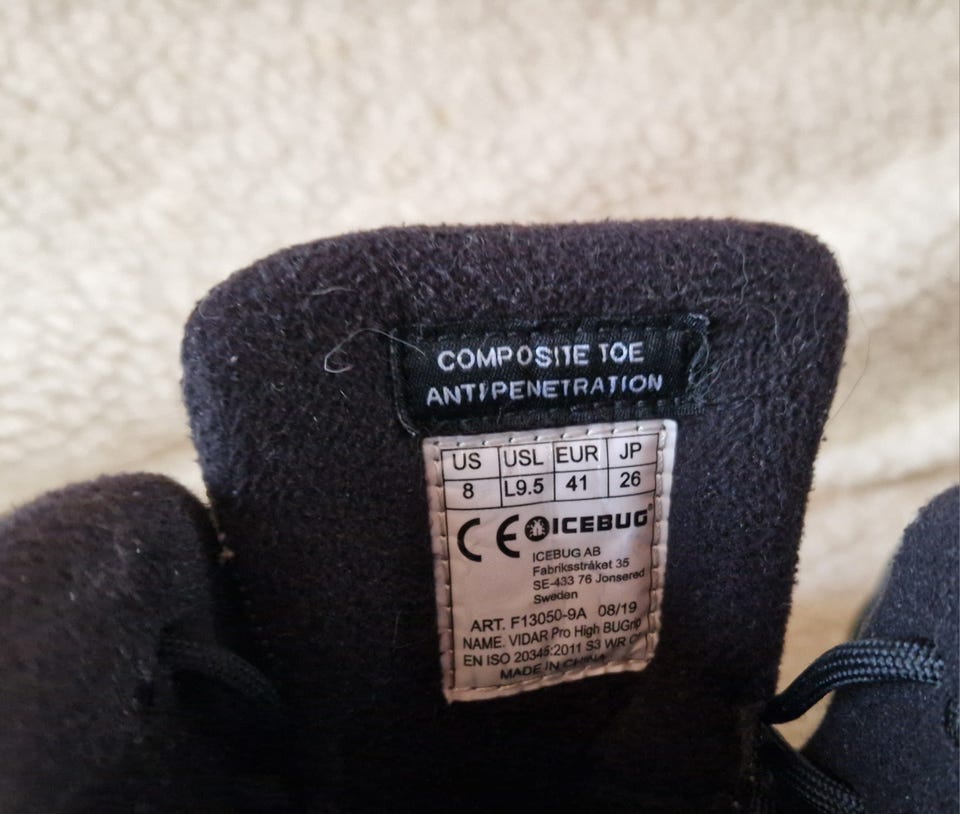 COMPOSITE TOE
ANTIPENETRATION
US USL EUR JP
8 L9.5 41 26
CE ICEBUG
ICEBUG AB
Fabriksstråket 35
SE-433 76 Jonsered
Sweden
ART. F13050-9A 08/19
NAME. VIDAR Pro High BUGrip
EN ISO 20345:2011 S3 WR
MADE IN CHINA